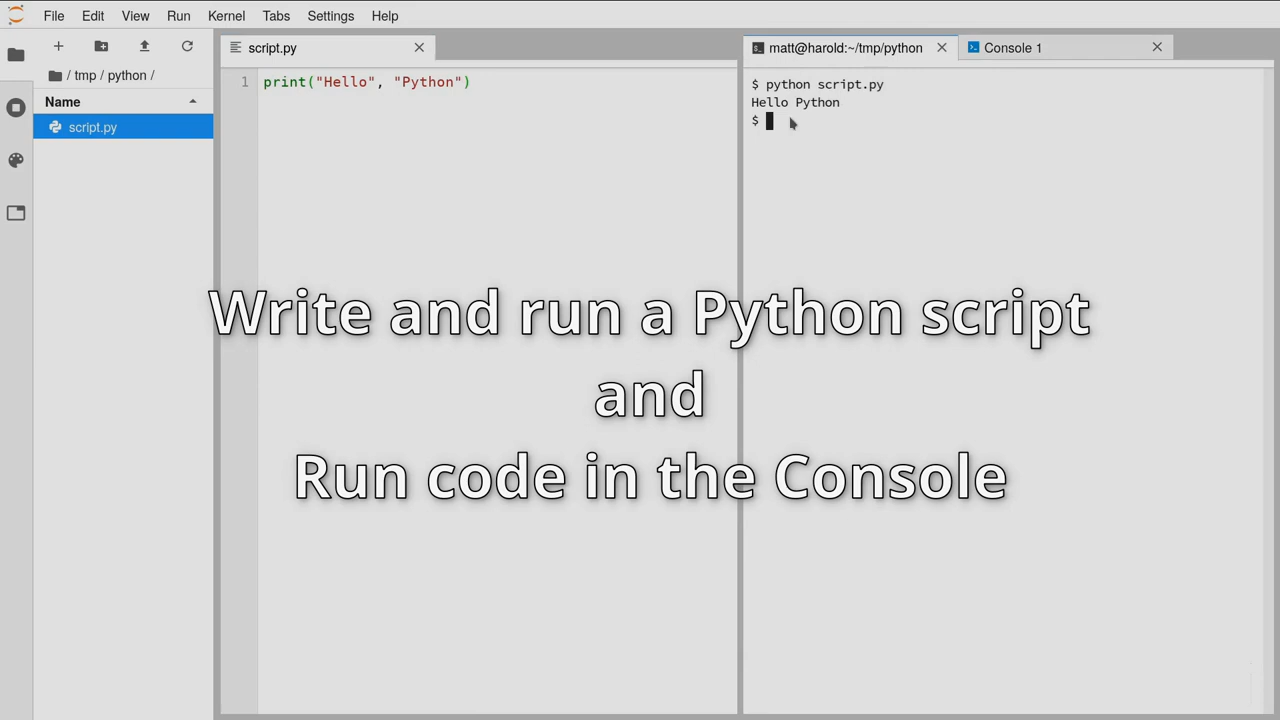 File Edit View Run Kernel Tabs Settings Help
/ tmp / python /
Name
script.py
script.py
1 print("Hello", "Python")
matt@harold:~/tmp/python
Console 1
$ python script.py
Hello Python
$
Write and run a Python script
and
Run code in the Console